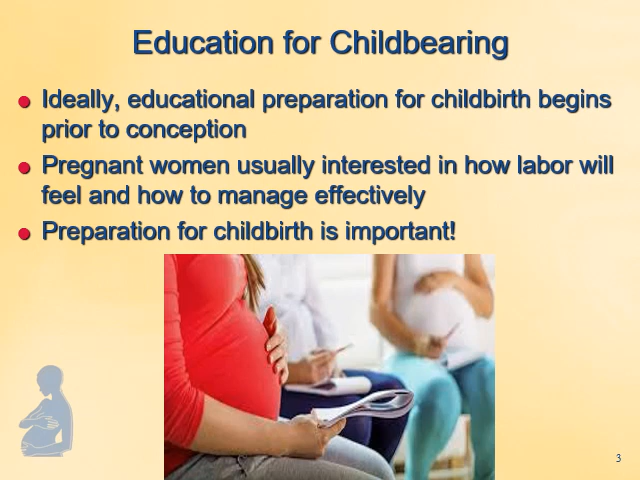 Education for Childbearing
Ideally, educational preparation for childbirth begins
prior to conception
Pregnant women usually interested in how labor will
feel and how to manage effectively
Preparation for childbirth is important!
3